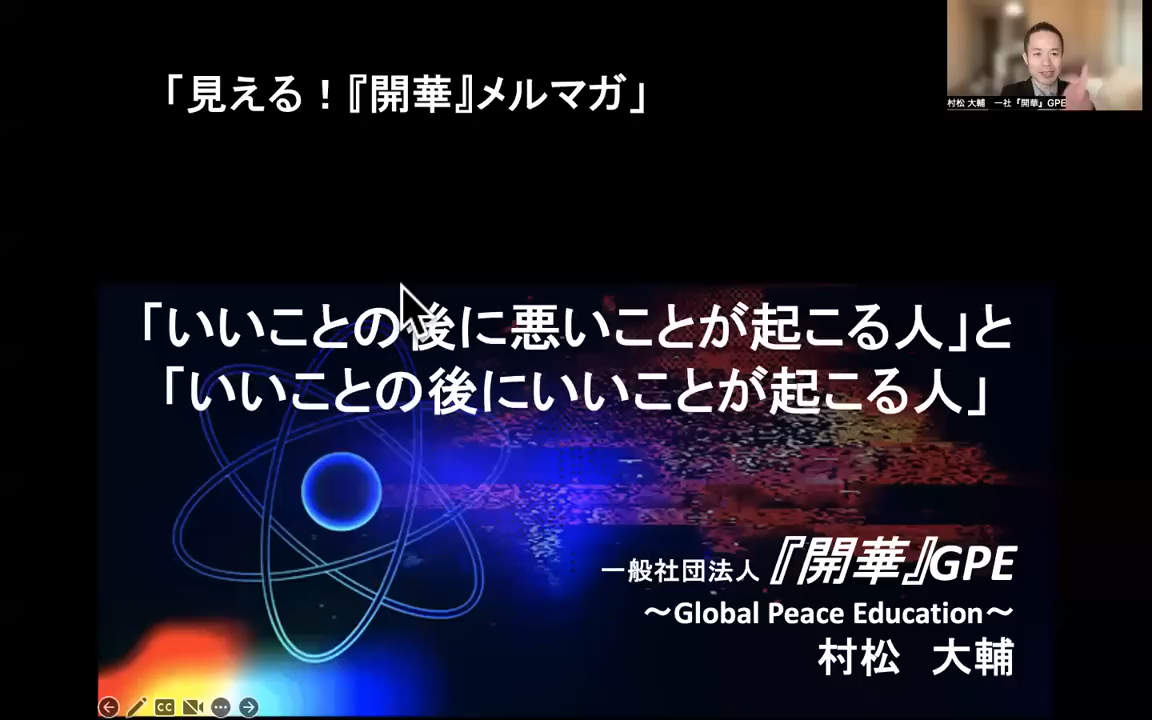 「見える！『開華』メルマガ」
村松 大輔　一社『開華』GPE
「いいことの後に悪いことが起こる人」と
「いいことの後にいいことが起こる人」
一般社団法人『開華』GPE
～Global Peace Education～
村松　大輔
CC